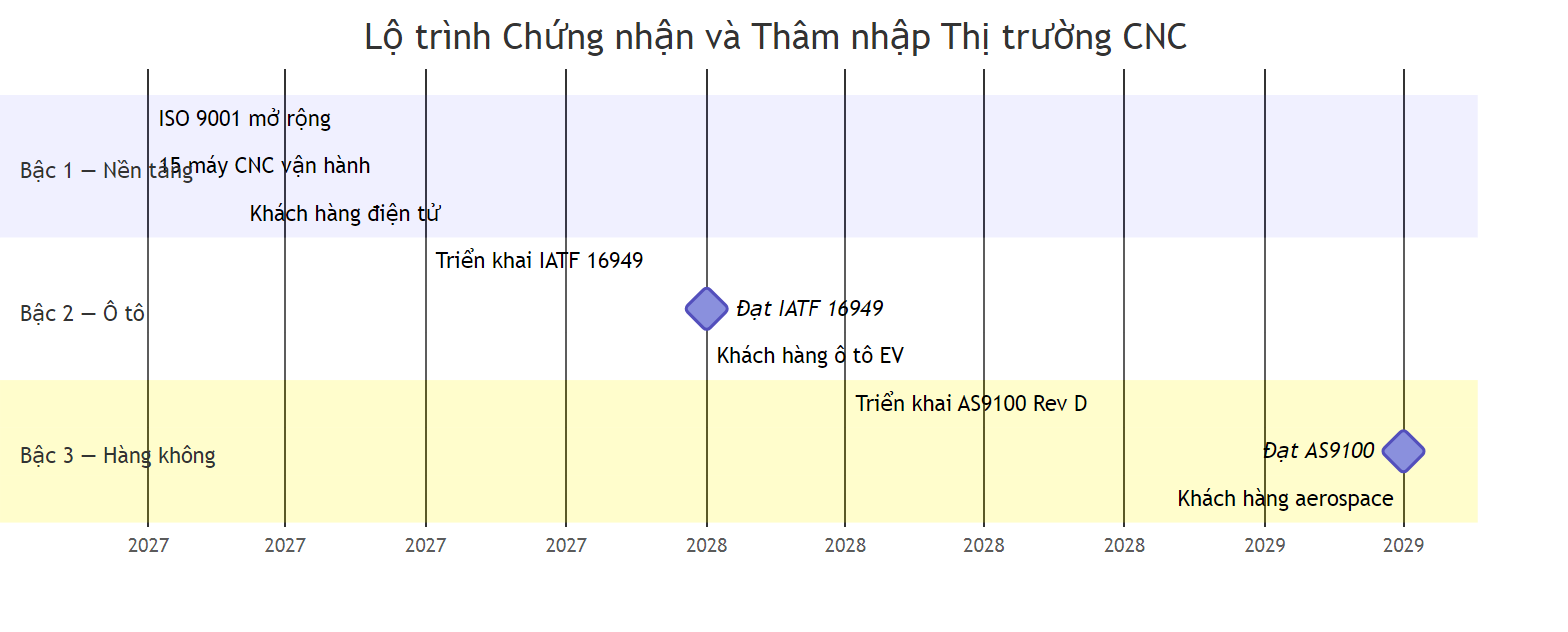 Lộ trình Chứng nhận và Thâm nhập Thị trường CNC
ISO 9001 mở rộng
15 máy CNC vận hành
Bậc 1 — Nền tảng
Khách hàng điện tử
Triển khai IATF 16949
Đạt IATF 16949
Bậc 2 — Ô tô
Khách hàng ô tô EV
Triển khai AS9100 Rev D
Đạt AS9100
Bậc 3 — Hàng không
Khách hàng aerospace
2027 2027 2027 2027 2028 2028 2028 2028 2029 2029